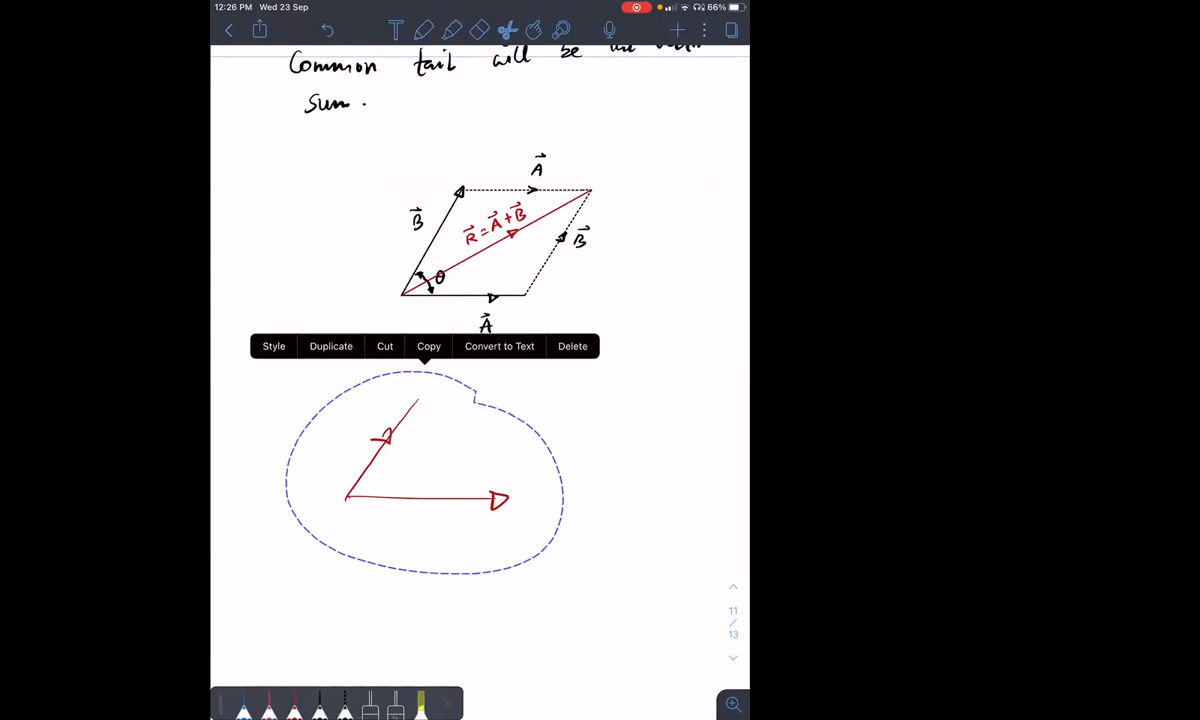 12:26 PM Wed 23 Sep
66%
T
Common tail will be
Sum.
A
B
R = A + B
B
θ
A
Style Duplicate Cut Copy Convert to Text Delete
11
/
13